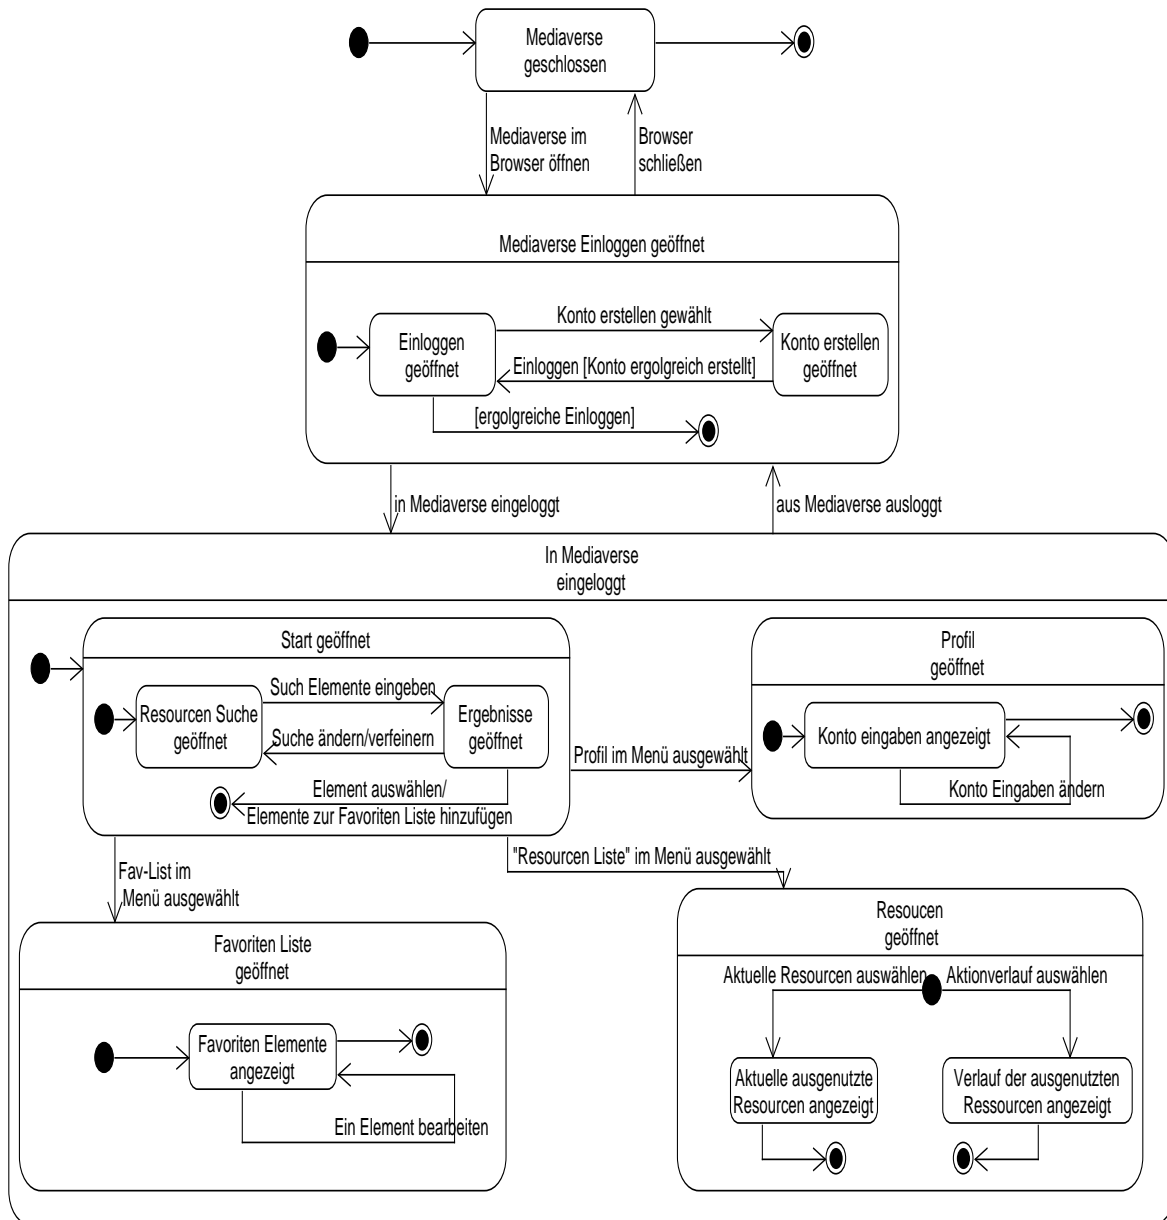 Mediaverse
geschlossen
Mediaverse im
Browser öffnen
Browser
schließen
Mediaverse Einloggen geöffnet
Konto erstellen gewählt
Einloggen
geöffnet
Konto erstellen
geöffnet
Einloggen [Konto ergolgreich erstellt]
[ergolgreiche Einloggen]
in Mediaverse eingeloggt
aus Mediaverse ausloggt
In Mediaverse
eingeloggt
Start geöffnet
Such Elemente eingeben
Resourcen Suche
geöffnet
Ergebnisse
geöffnet
Suche ändern/verfeinern
Element auswählen/
Elemente zur Favoriten Liste hinzufügen
Profil im Menü ausgewählt
Profil
geöffnet
Konto eingaben angezeigt
Konto Eingaben ändern
Fav-List im
Menü ausgewählt
"Resourcen Liste" im Menü ausgewählt
Favoriten Liste
geöffnet
Favoriten Elemente
angezeigt
Ein Element bearbeiten
Resoucen
geöffnet
Aktuelle Resourcen auswählen
Aktionverlauf auswählen
Aktuelle ausgenutzte
Resourcen angezeigt
Verlauf der ausgenutzten
Ressourcen angezeigt